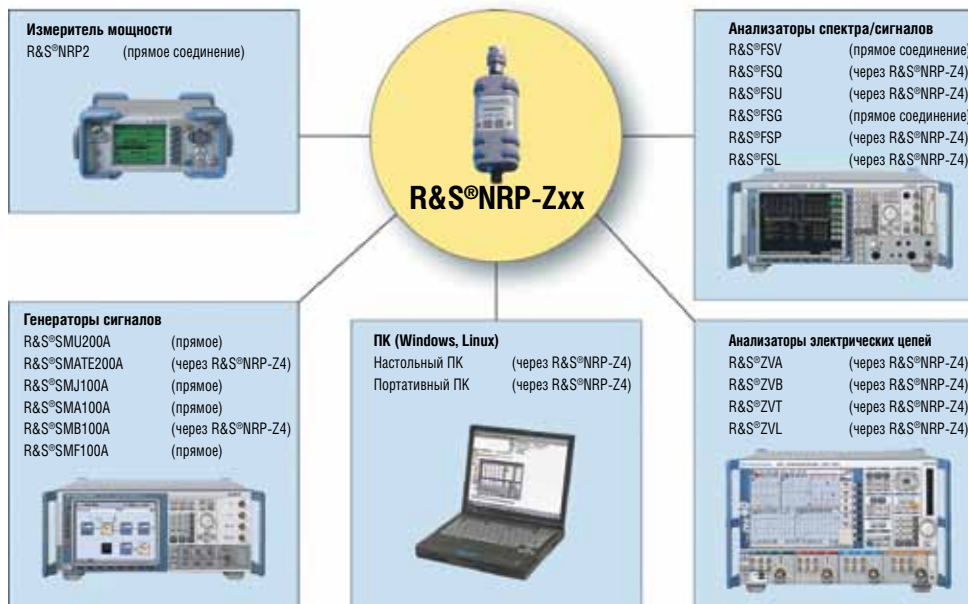 Измеритель мощности
R&S®NRP2 (прямое соединение)
R&S®NRP-Zxx
Анализаторы спектра/сигналов
R&S®FSV (прямое соединение)
R&S®FSQ (через R&S®NRP-Z4)
R&S®FSU (через R&S®NRP-Z4)
R&S®FSG (прямое соединение)
R&S®FSP (через R&S®NRP-Z4)
R&S®FSL (через R&S®NRP-Z4)
Генераторы сигналов
R&S®SMU200A (прямое)
R&S®SMATE200A (через R&S®NRP-Z4)
R&S®SMJ100A (прямое)
R&S®SMA100A (прямое)
R&S®SMB100A (через R&S®NRP-Z4)
R&S®SMF100A (прямое)
ПК (Windows, Linux)
Настольный ПК (через R&S®NRP-Z4)
Портативный ПК (через R&S®NRP-Z4)
Анализаторы электрических цепей
R&S®ZVA (через R&S®NRP-Z4)
R&S®ZVB (через R&S®NRP-Z4)
R&S®ZVT (через R&S®NRP-Z4)
R&S®ZVL (через R&S®NRP-Z4)